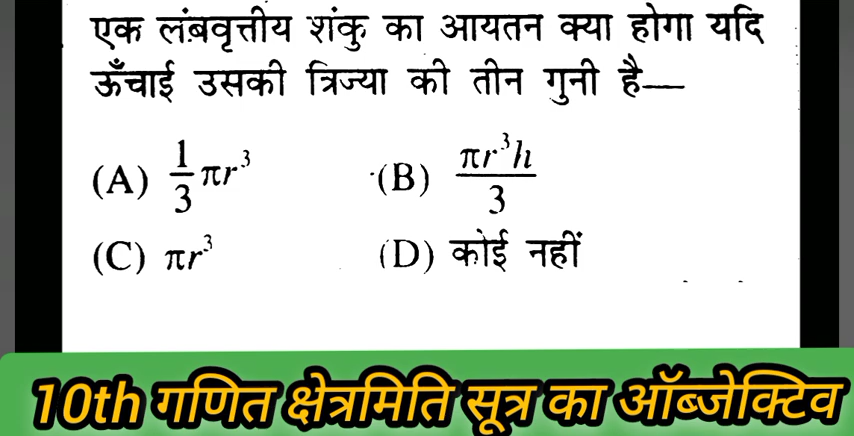 एक लंबवृत्तीय शंकु का आयतन क्या होगा यदि
ऊँचाई उसकी त्रिज्या की तीन गुनी है—
(A) 1/3 πr³ (B) πr³h/3
(C) πr³ (D) कोई नहीं
10th गणित क्षेत्रमिति सूत्र का ऑब्जेक्टिव